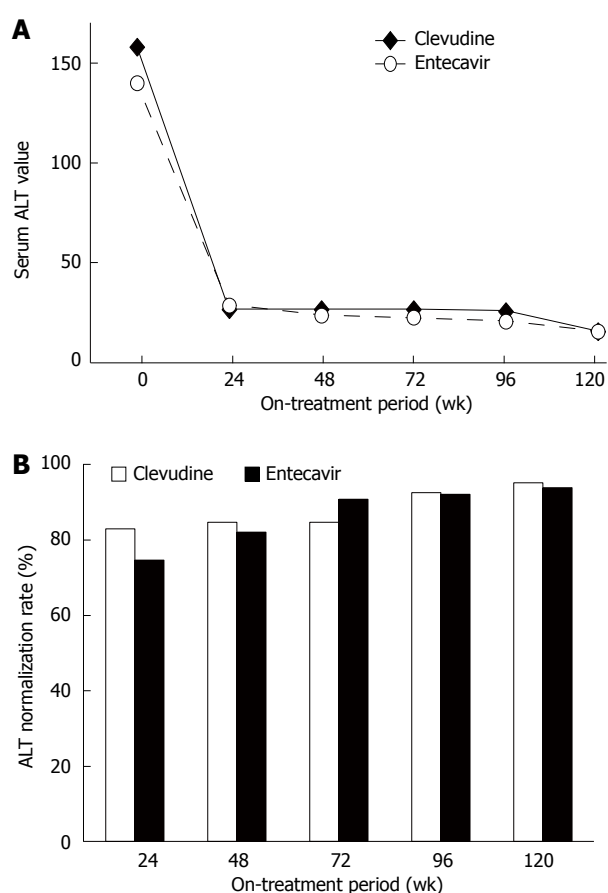 A
Clevudine
Entecavir
Serum ALT value
150
100
50
0
0 24 48 72 96 120
On-treatment period (wk)
B
Clevudine Entecavir
ALT normalization rate (%)
100
80
60
40
20
0
24 48 72 96 120
On-treatment period (wk)